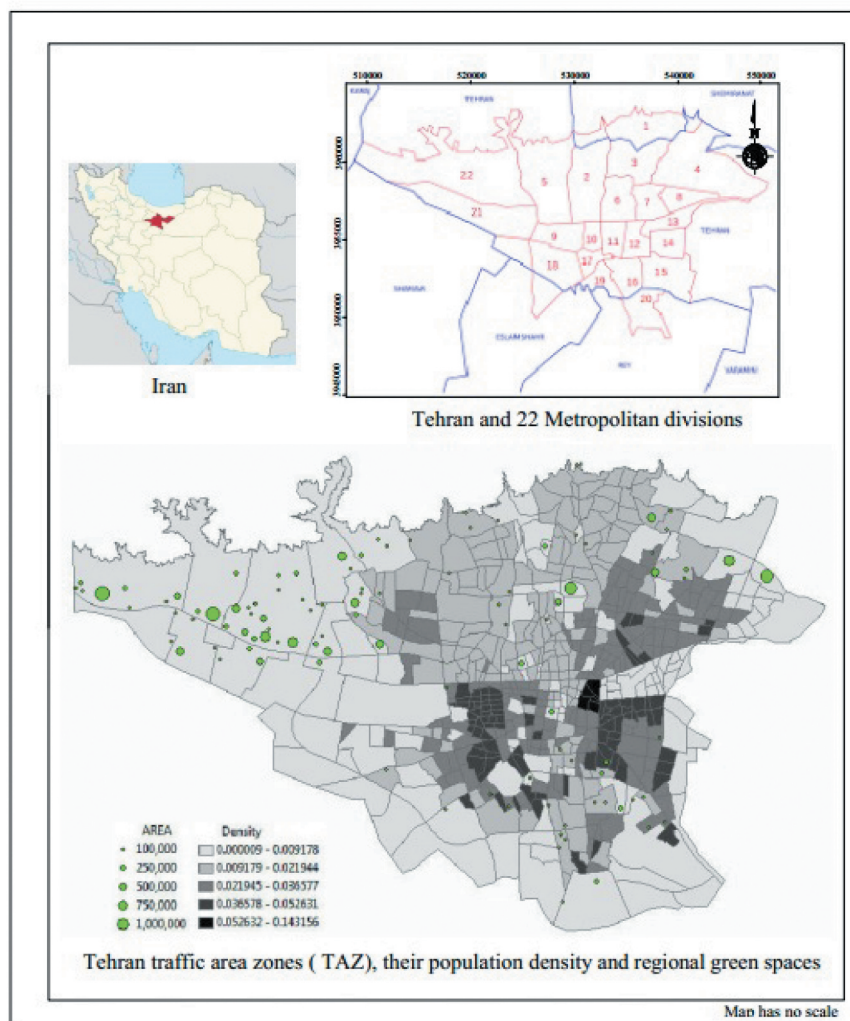 510000 520000 530000 540000 550000
TEHRAN
SHEMIRANAT
N
1
3
4
22
5
2
6
7
8
21
13
9
10
11
12
14
TEHRAN
18
17
15
19
16
20
ESLAMSHAHR
REY
VARAMIN
Iran
Tehran and 22 Metropolitan divisions
AREA
100,000
250,000
500,000
750,000
1,000,000
Density
0.000009 - 0.009178
0.009179 - 0.021944
0.021945 - 0.036577
0.036578 - 0.052631
0.052632 - 0.143156
Tehran traffic area zones ( TAZ), their population density and regional green spaces
Map has no scale